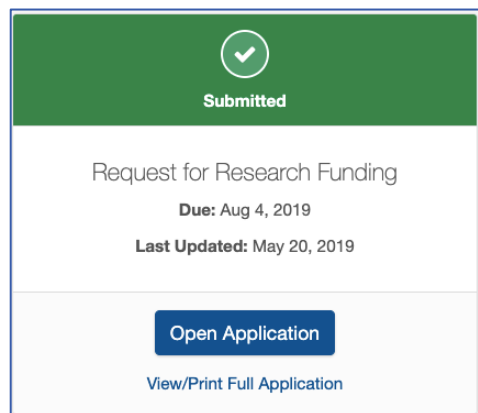 Submitted
Request for Research Funding
Due: Aug 4, 2019
Last Updated: May 20, 2019
Open Application
View/Print Full Application